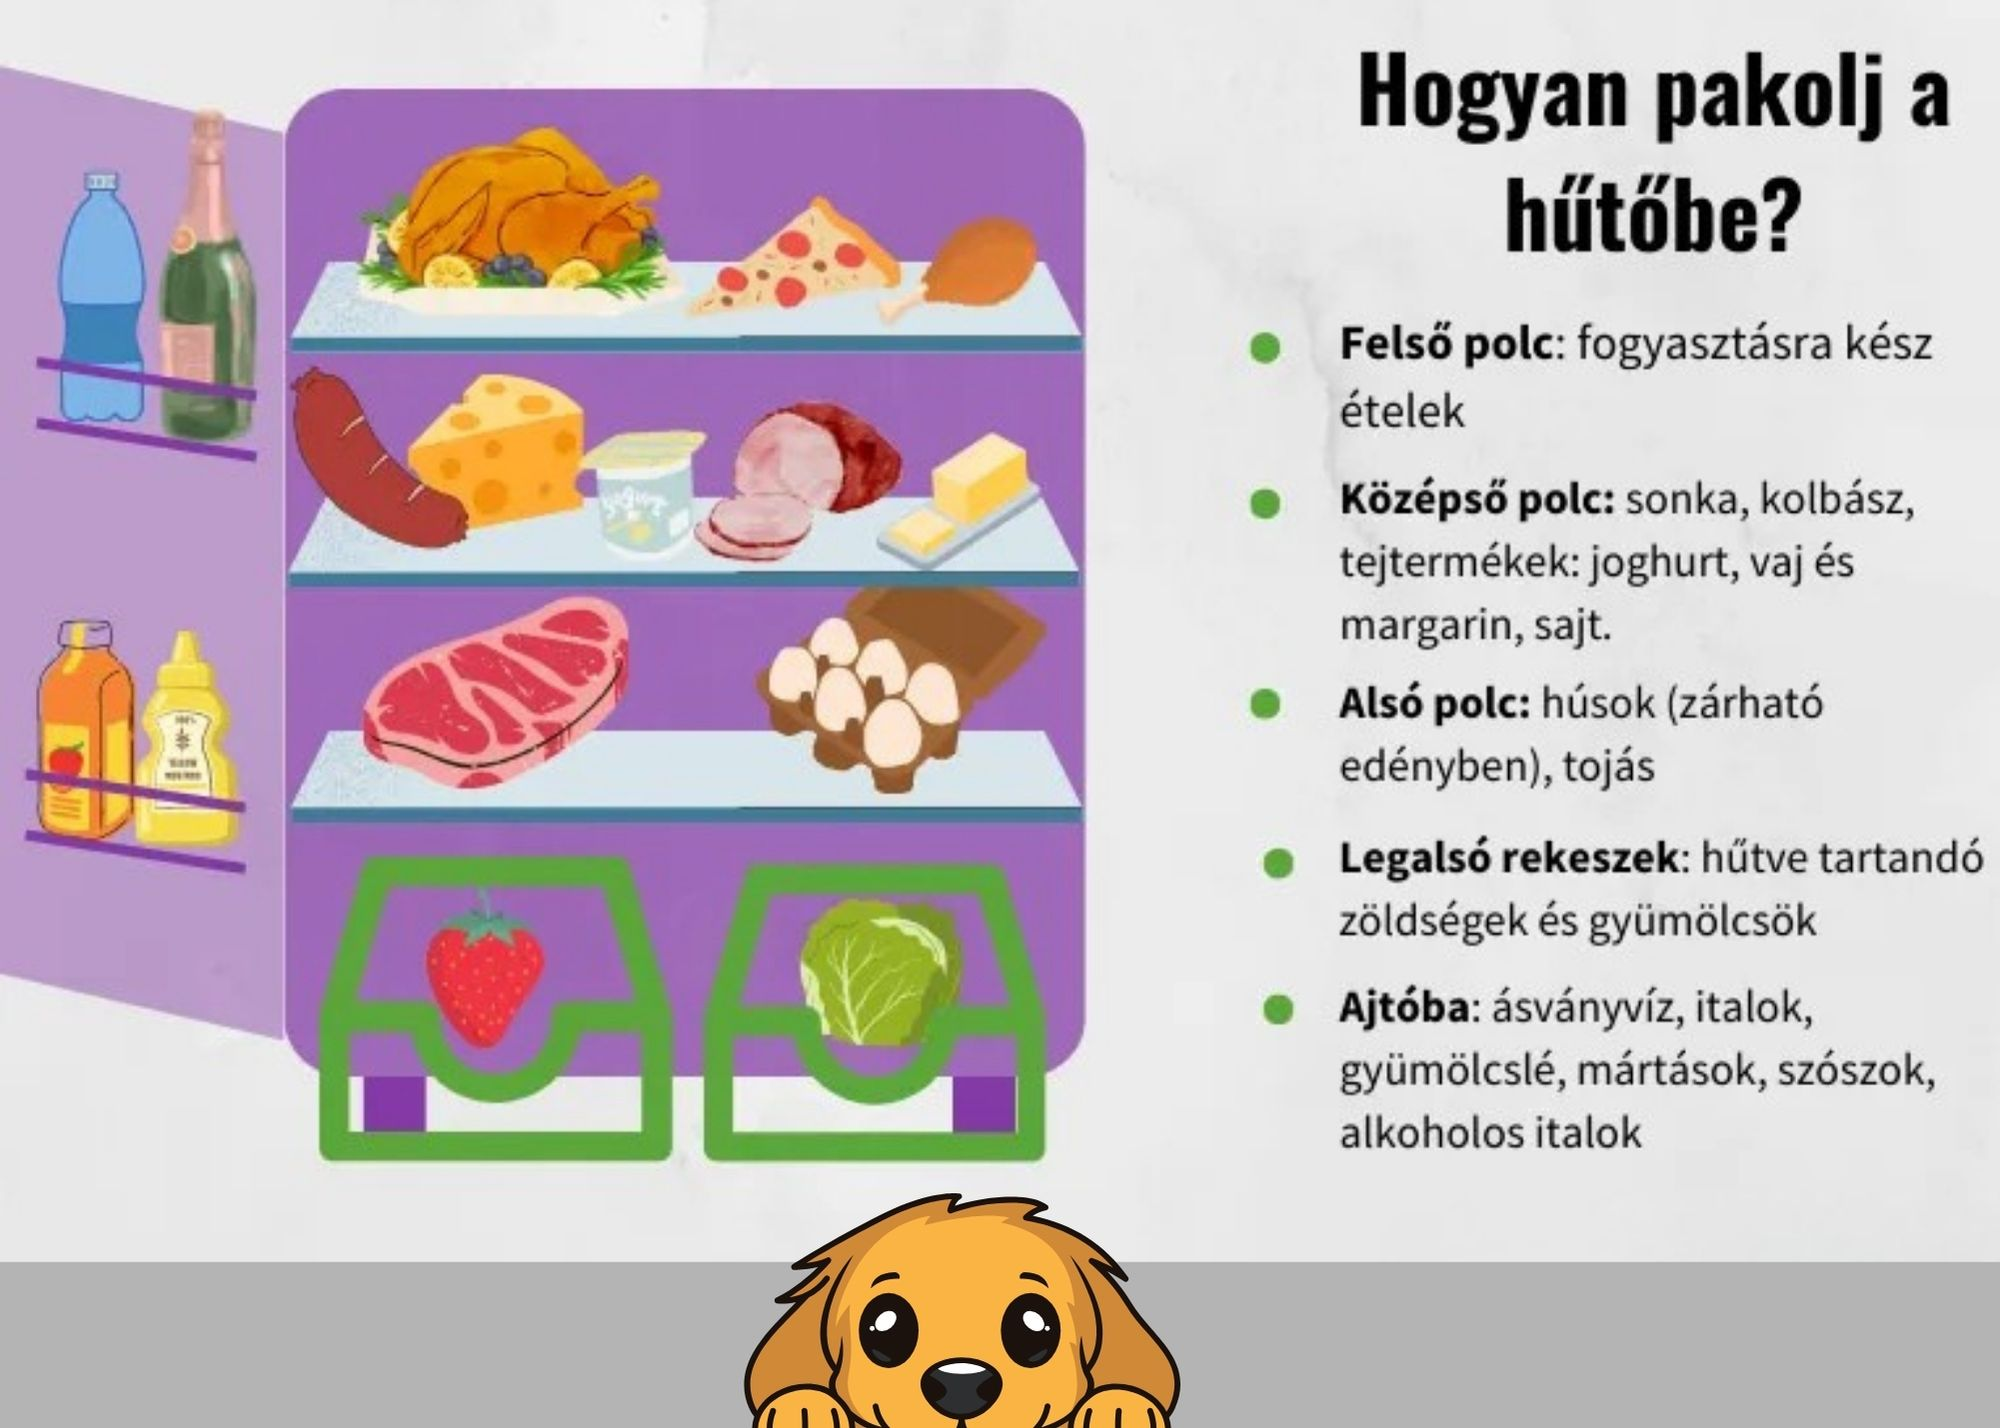 Hogyan pakolj a
hűtőbe?
Felső polc: fogyasztásra kész
ételek
Középső polc: sonka, kolbász,
tejtermékek: joghurt, vaj és
margarin, sajt.
Alsó polc: húsok (zárható
edényben), tojás
Legalsó rekeszek: hűtve tartandó
zöldségek és gyümölcsök
Ajtóba: ásványvíz, italok,
gyümölcslé, mártások, szószok,
alkoholos italok